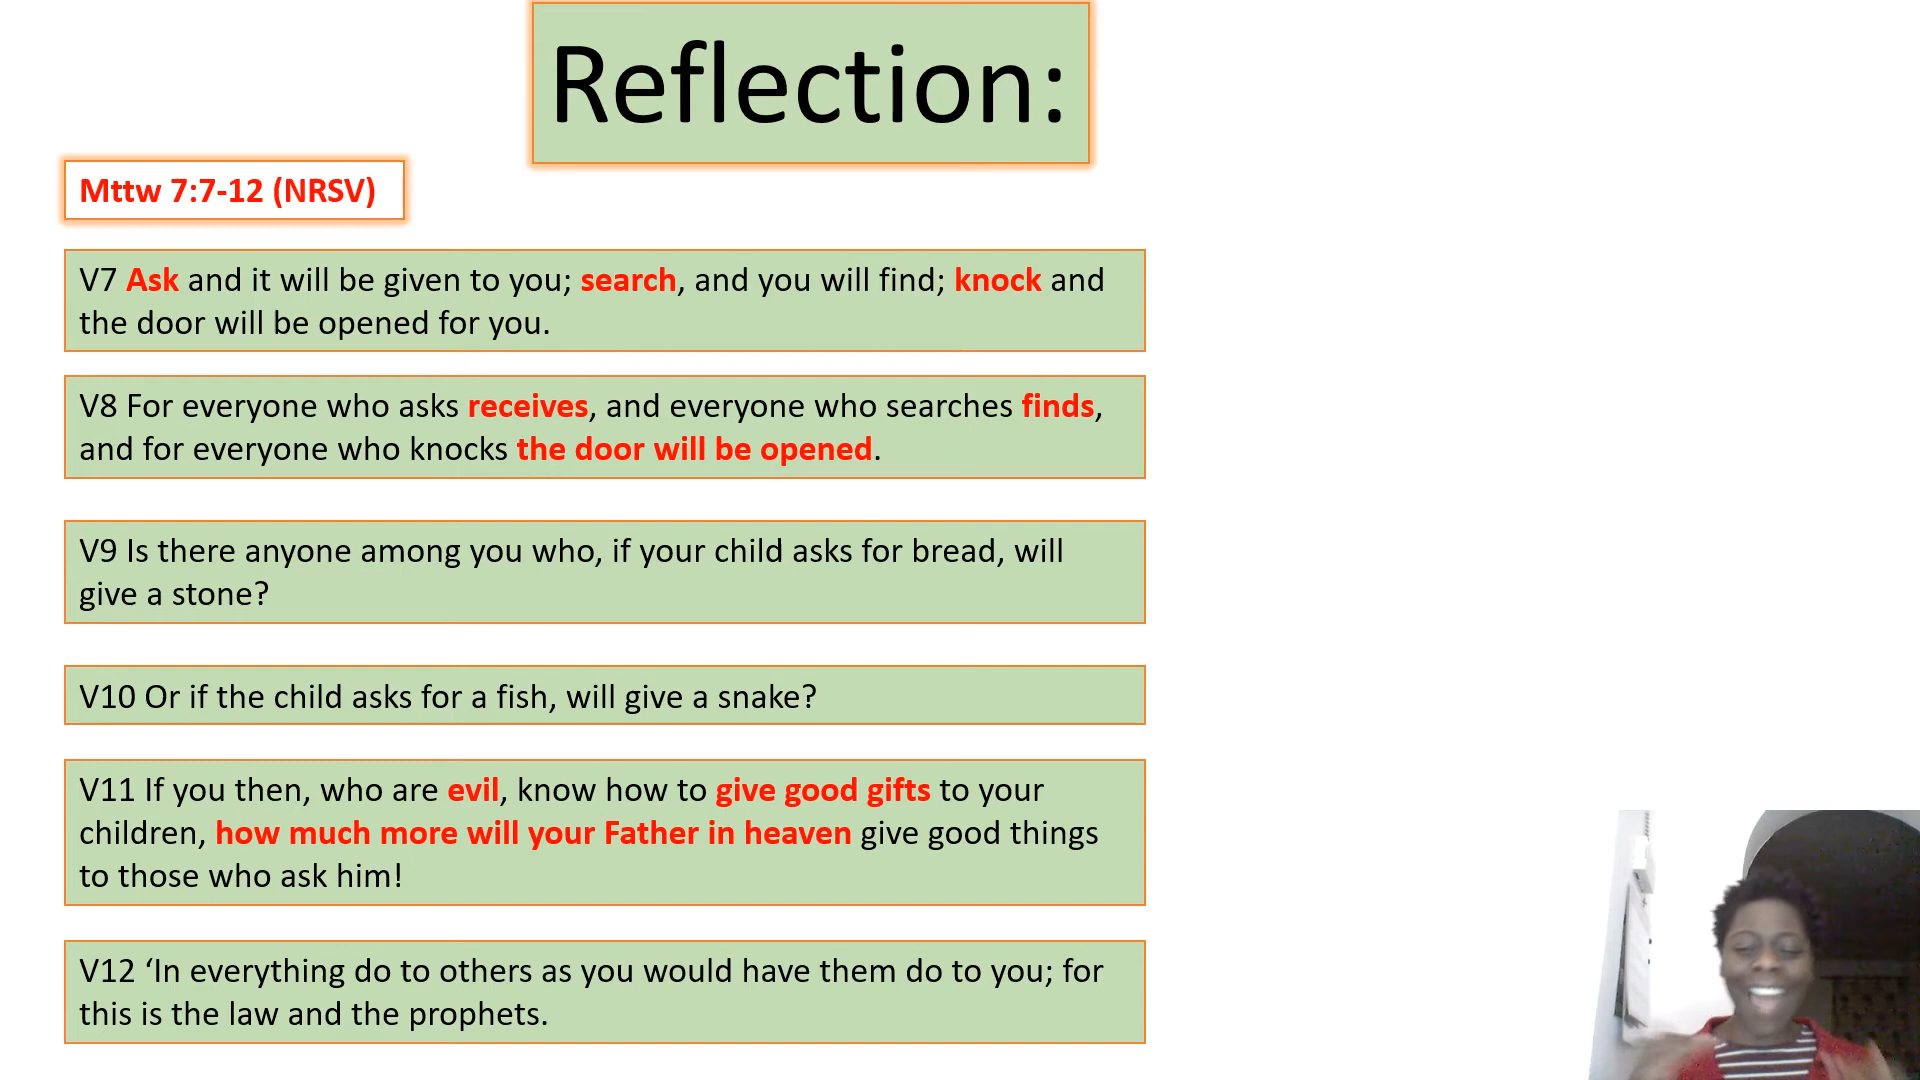 Reflection:
Mttw 7:7-12 (NRSV)
V7 Ask and it will be given to you; search, and you will find; knock and
the door will be opened for you.
V8 For everyone who asks receives, and everyone who searches finds,
and for everyone who knocks the door will be opened.
V9 Is there anyone among you who, if your child asks for bread, will
give a stone?
V10 Or if the child asks for a fish, will give a snake?
V11 If you then, who are evil, know how to give good gifts to your
children, how much more will your Father in heaven give good things
to those who ask him!
V12 ‘In everything do to others as you would have them do to you; for
this is the law and the prophets.